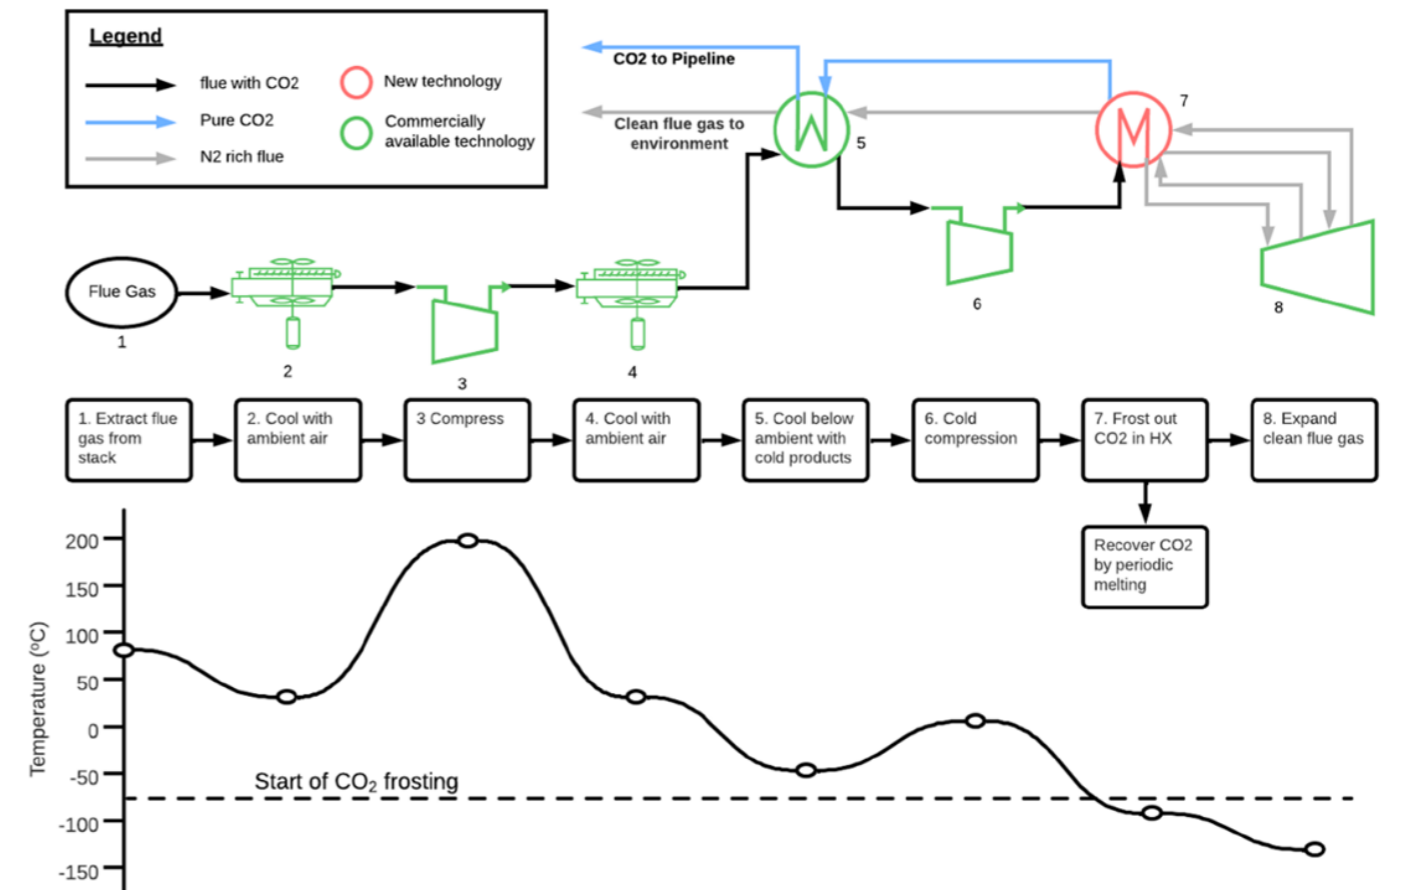 Legend
flue with CO2
New technology
Pure CO2
Commercially
available technology
N2 rich flue
CO2 to Pipeline
Clean flue gas to
environment
5
7
6
8
Flue Gas
1
2
3
4
1. Extract flue
gas from
stack
2. Cool with
ambient air
3 Compress
4. Cool with
ambient air
5. Cool below
ambient with
cold products
6. Cold
compression
7. Frost out
CO2 in HX
8. Expand
clean flue gas
Recover CO2
by periodic
melting
Temperature (ºC)
200
150
100
50
0
-50
-100
-150
Start of CO₂ frosting